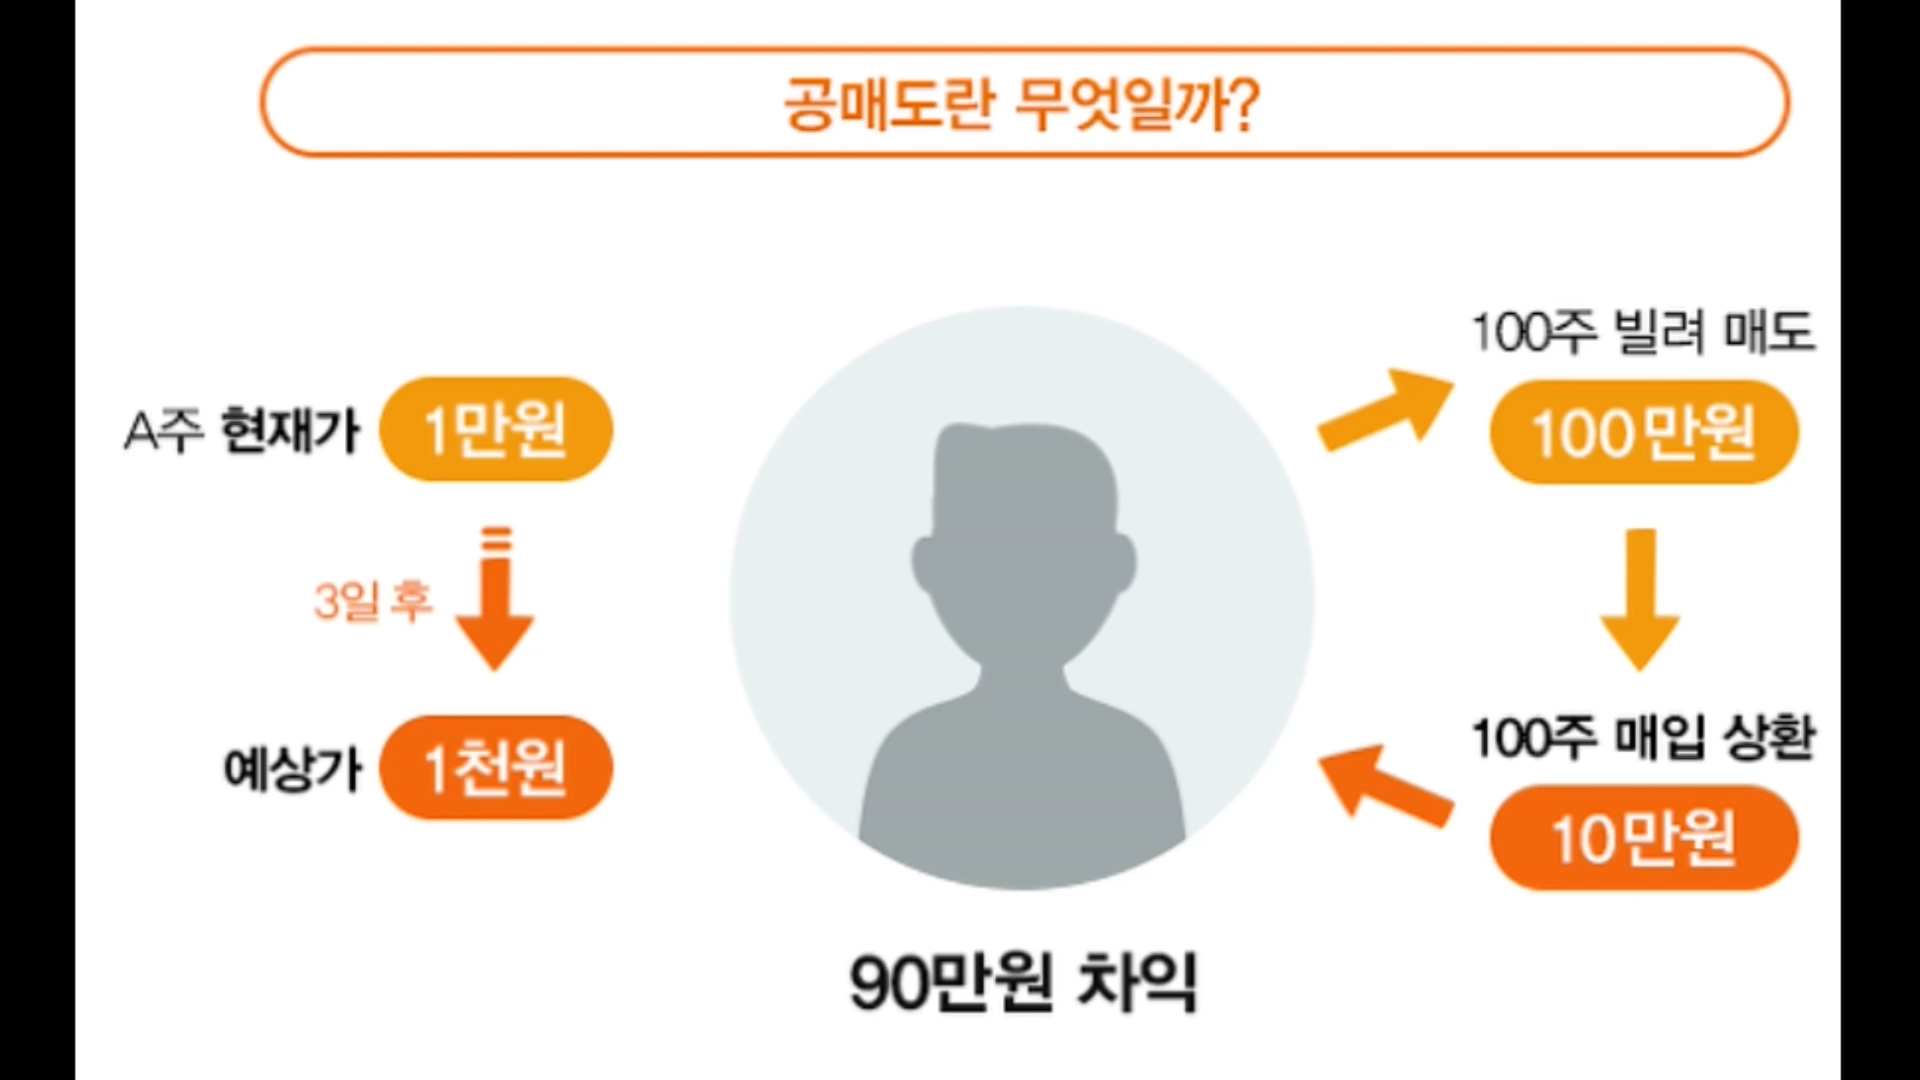 공매도란 무엇일까?
A주 현재가 1만원
3일 후
예상가 1천원
100주 빌려 매도
100만원
100주 매입 상환
10만원
90만원 차익